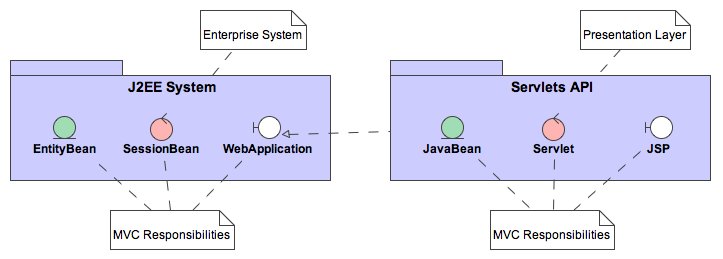 Enterprise System
Presentation Layer
J2EE System
Servlets API
EntityBean
SessionBean
WebApplication
JavaBean
Servlet
JSP
MVC Responsibilities
MVC Responsibilities